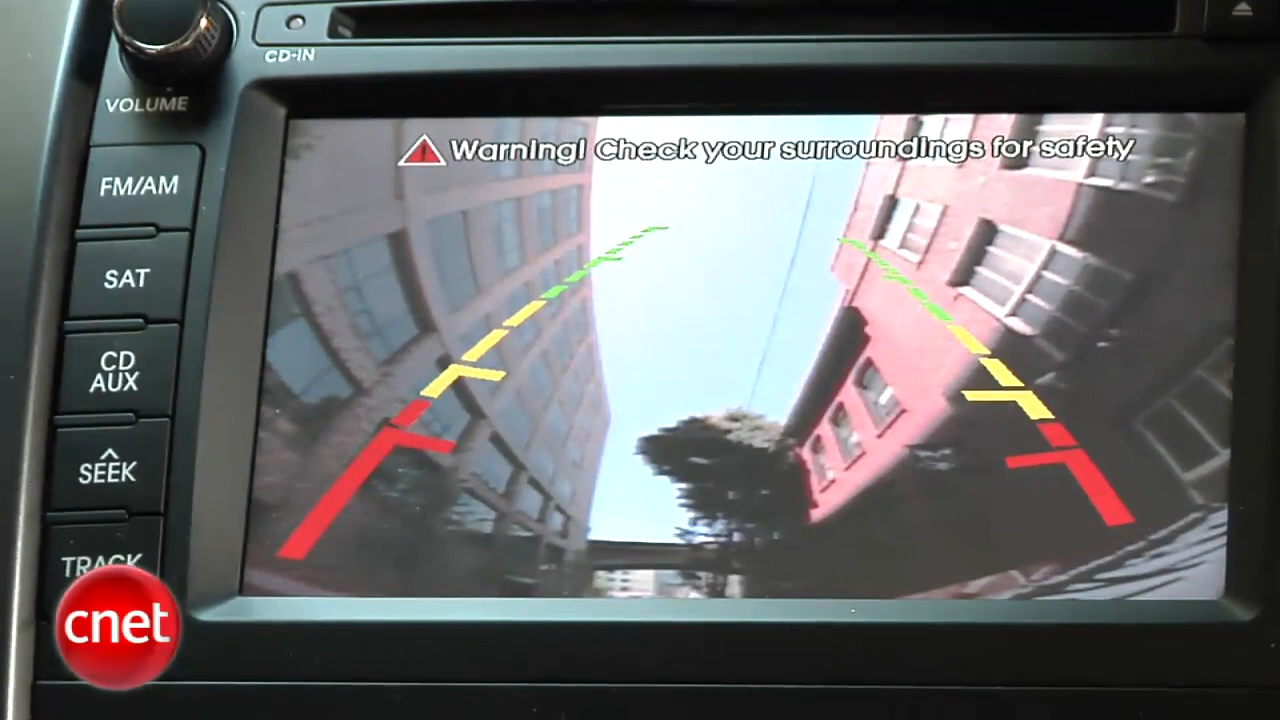 CD-IN
VOLUME
Warning! Check your surroundings for safety
FM/AM
SAT
CD
AUX
SEEK
TRACK
cnet